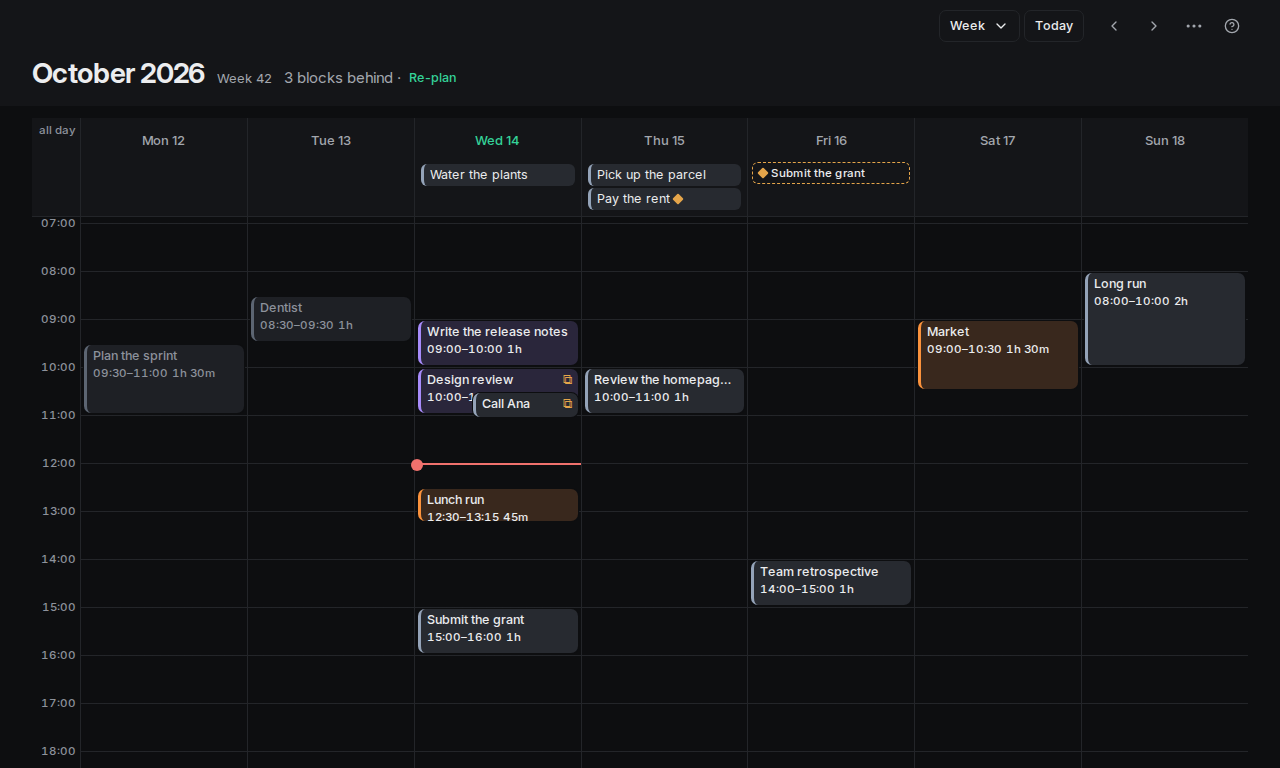 Week
Today
October 2026 Week 42 3 blocks behind · Re-plan
all day
Mon 12
Tue 13
Wed 14
Thu 15
Fri 16
Sat 17
Sun 18
Water the plants
Pick up the parcel
Pay the rent
Submit the grant
07:00
08:00
09:00
10:00
11:00
12:00
13:00
14:00
15:00
16:00
17:00
18:00
Plan the sprint
09:30–11:00 1h 30m
Dentist
08:30–09:30 1h
Write the release notes
09:00–10:00 1h
Design review
10:00–1
Call Ana
Lunch run
12:30–13:15 45m
Submit the grant
15:00–16:00 1h
Review the homepag...
10:00–11:00 1h
Team retrospective
14:00–15:00 1h
Market
09:00–10:30 1h 30m
Long run
08:00–10:00 2h